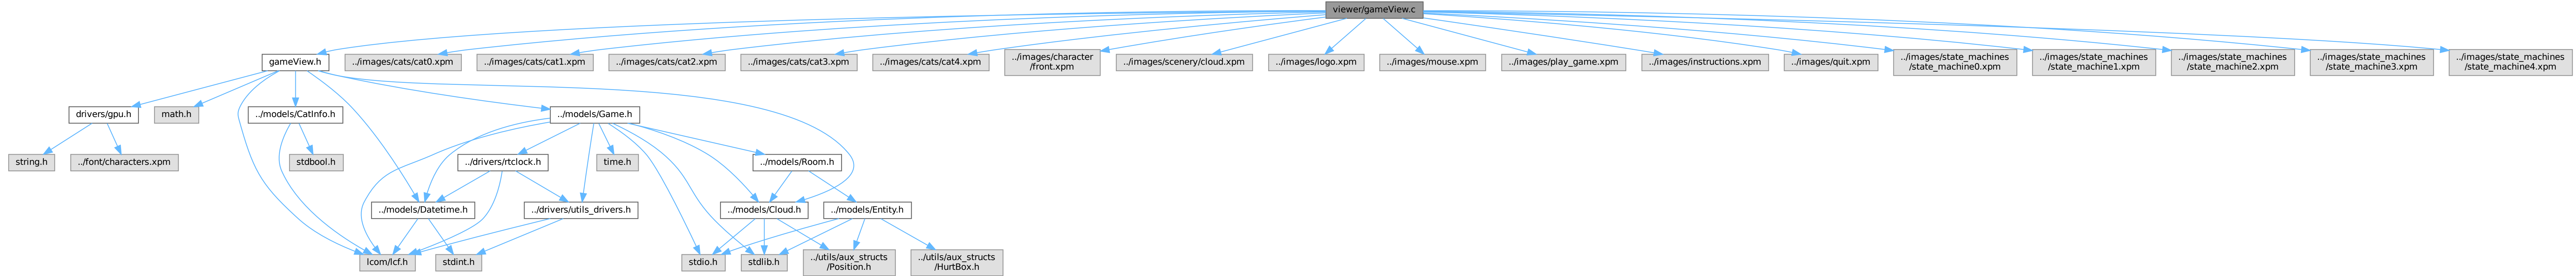 viewer/gameView.c
gameView.h
../images/cats/cat0.xpm
../images/cats/cat1.xpm
../images/cats/cat2.xpm
../images/cats/cat3.xpm
../images/cats/cat4.xpm
../images/character
/front.xpm
../images/scenery/cloud.xpm
../images/logo.xpm
../images/mouse.xpm
../images/play_game.xpm
../images/instructions.xpm
../images/quit.xpm
../images/state_machines
/state_machine0.xpm
../images/state_machines
/state_machine1.xpm
../images/state_machines
/state_machine2.xpm
../images/state_machines
/state_machine3.xpm
../images/state_machines
/state_machine4.xpm
drivers/gpu.h
math.h
../models/CatInfo.h
../models/Game.h
string.h
../font/characters.xpm
stdbool.h
../drivers/rtclock.h
time.h
../models/Room.h
../models/Datetime.h
../drivers/utils_drivers.h
../models/Cloud.h
../models/Entity.h
lcom/lcf.h
stdint.h
stdio.h
stdlib.h
../utils/aux_structs
/Position.h
../utils/aux_structs
/HurtBox.h